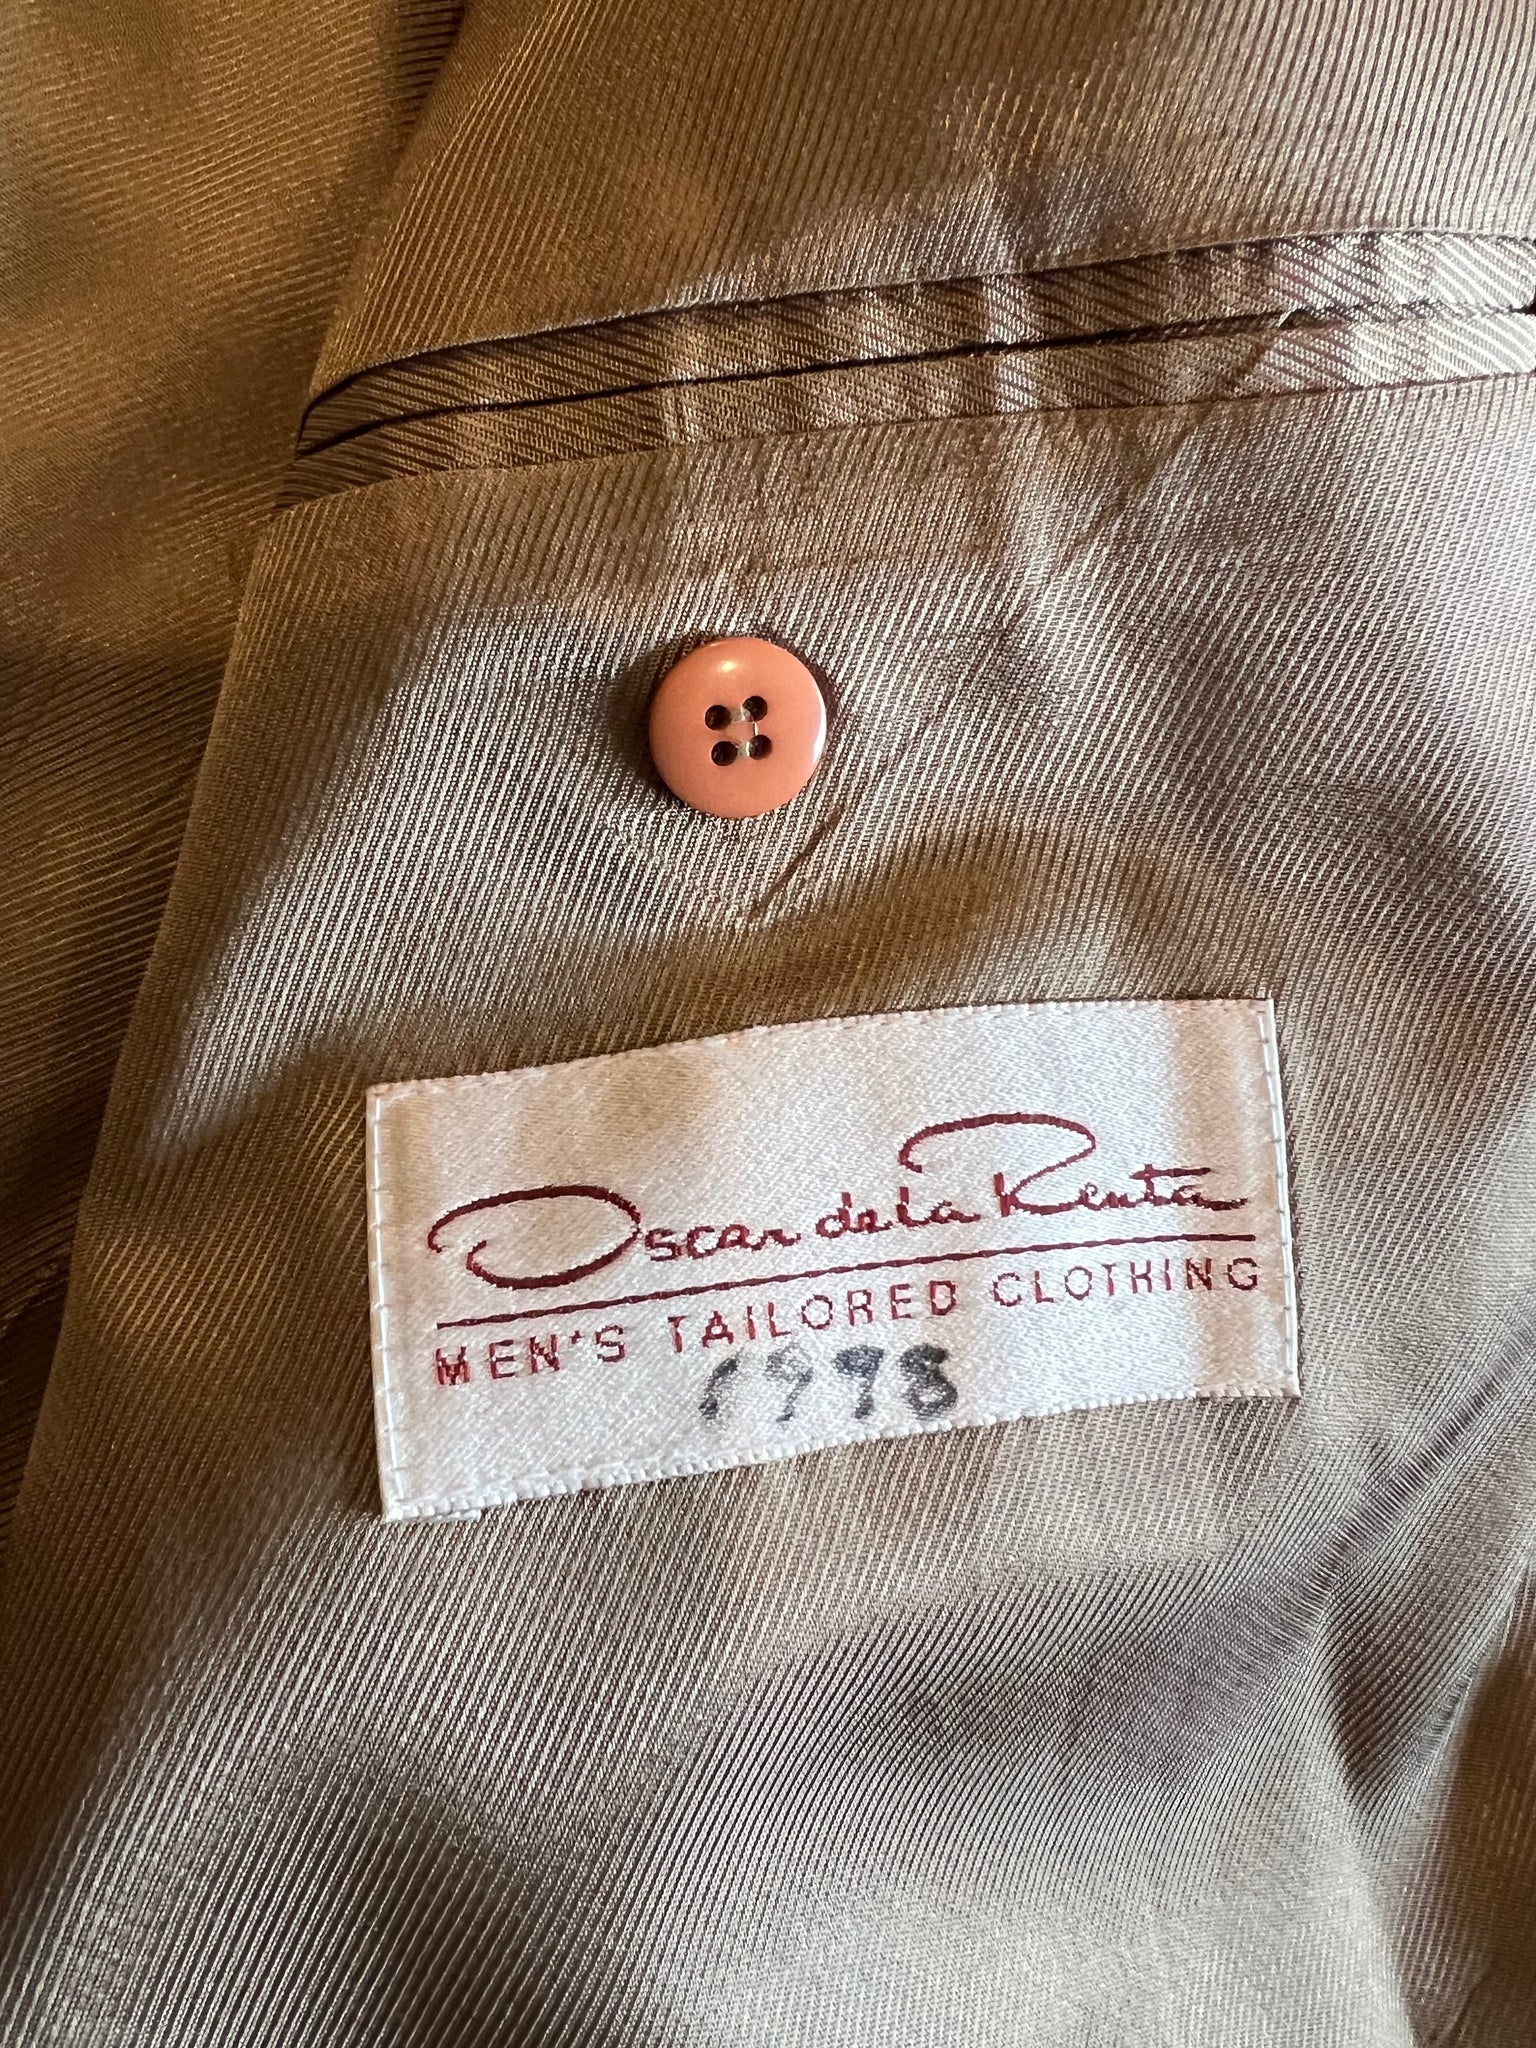 Oscar de la Renta
MEN'S TAILORED CLOTHING
1998